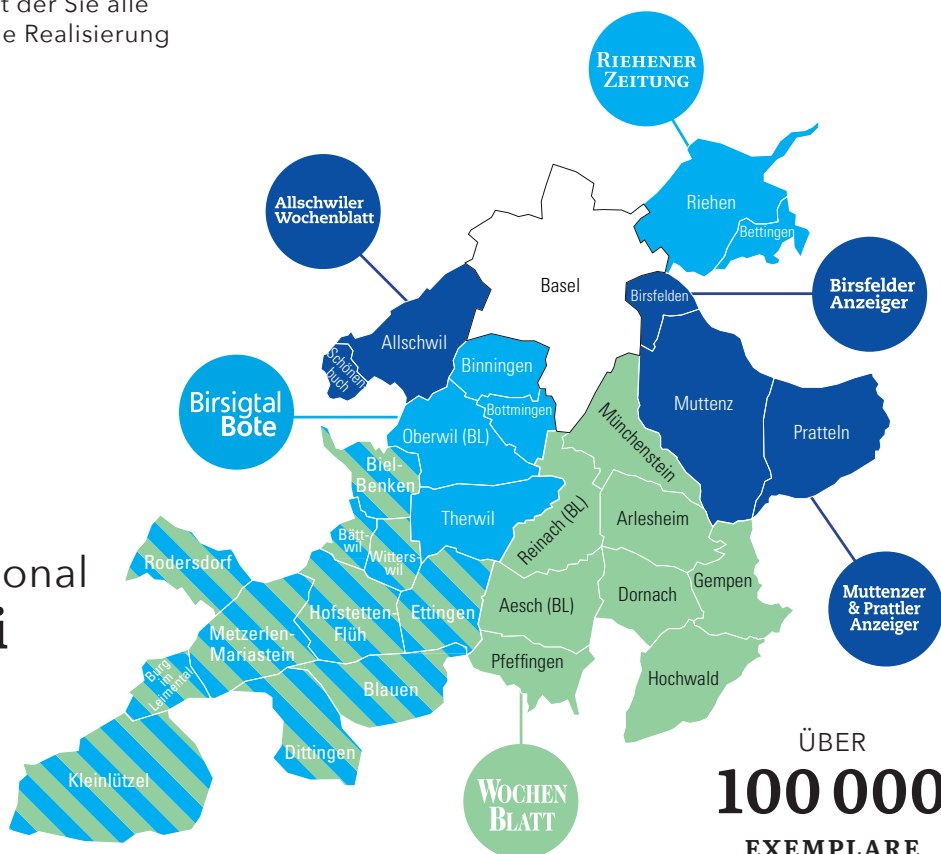 t der Sie alle
e Realisierung
RIEHENER
ZEITUNG
Allschwiler
Wochenblatt
Riehen
Bettingen
Basel
Birsfelden
Birsfelder
Anzeiger
Allschwil
Schönen
buch
Binningen
Birsigtal
Bote
Bottmingen
Oberwil (BL)
Muttenz
Pratteln
Münchenstein
Biel-
Benken
Therwil
Reinach (BL)
Arlesheim
Bätt-
wil
Witters-
wil
Rodersdorf
onal
i
Hofstetten-
Flüh
Ettingen
Aesch (BL)
Dornach
Gempen
Muttenzer
& Prattler
Anzeiger
Metzerlen-
Mariastein
Burg
im
Leimental
Blauen
Pfeffingen
Hochwald
Dittingen
Kleinlützel
WOCHEN
BLATT
ÜBER
100 000
EXEMPLARE